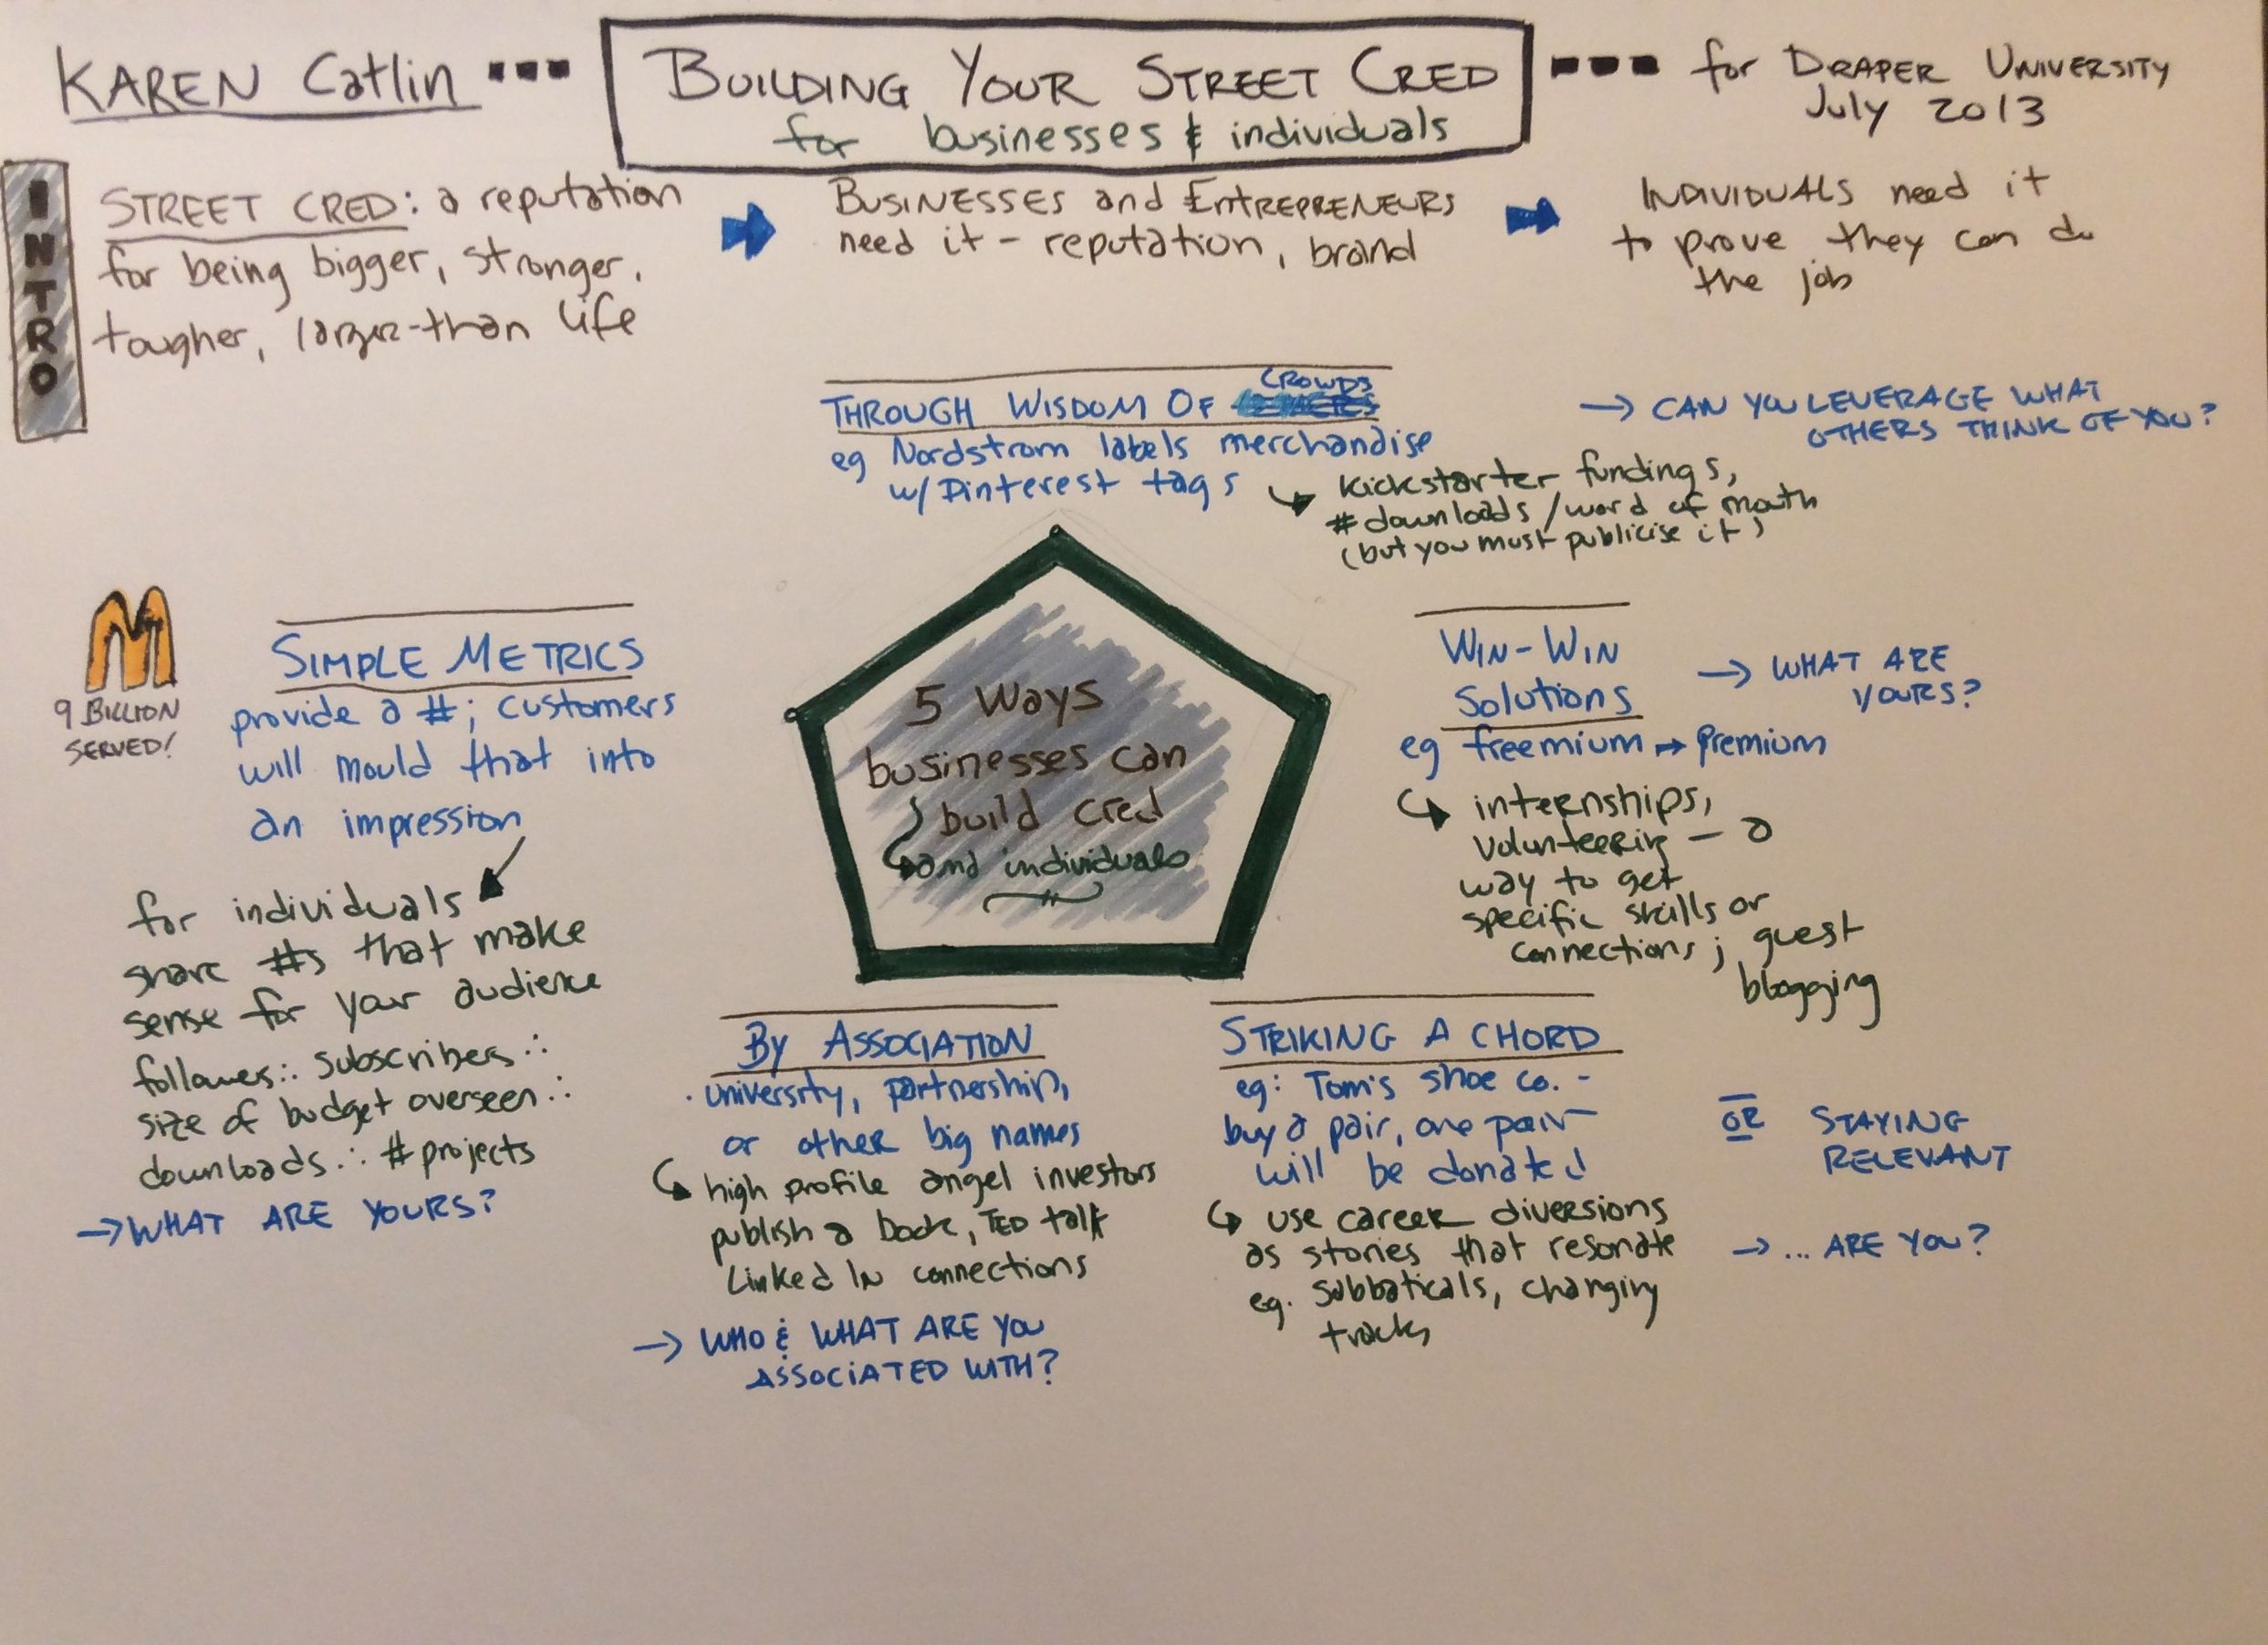 KAREN Catlin
BUILDING YOUR STREET CRED
for businesses & individuals
for DRAPER UNIVERSITY
July 2013
INTRO
STREET CRED: a reputation
for being bigger, stronger,
tougher, larger-than life
BUSINESSES and ENTREPRENEURS
need it - reputation, brand
INDIVIDUALS need it
to prove they can do
the job
THROUGH WISDOM OF CROWDS
eg Nordstrom labels merchandise
w/ Pinterest tags
→ CAN YOU LEVERAGE WHAT
OTHERS THINK OF YOU?
kickstarter fundings,
# downloads / word of mouth
(but you must publicise it)
M
9 BILLION
SERVED!
SIMPLE METRICS
provide a #; customers
will mould that into
an impression
for individuals
share #s that make
sense for your audience
followers ∴ subscribers ∴
size of budget overseen ∴
downloads ∴ # projects
→ WHAT ARE YOURS?
5 Ways
businesses can
build cred
and individuals
WIN-WIN
Solutions
→ WHAT ARE
YOURS?
eg freemium → premium
internships,
volunteering - a
way to get
specific skills or
connections; guest
blogging
BY ASSOCIATION
· university, partnership,
or other big names
high profile angel investors
publish a book, TED talk
Linked In connections
→ WHO & WHAT ARE YOU
ASSOCIATED WITH?
STRIKING A CHORD
eg: Tom's shoe co. -
buy a pair, one pair
will be donated
use career diversions
as stories that resonate
eg. sabbaticals, changing
tracks
OR STAYING
RELEVANT
→ ... ARE YOU?